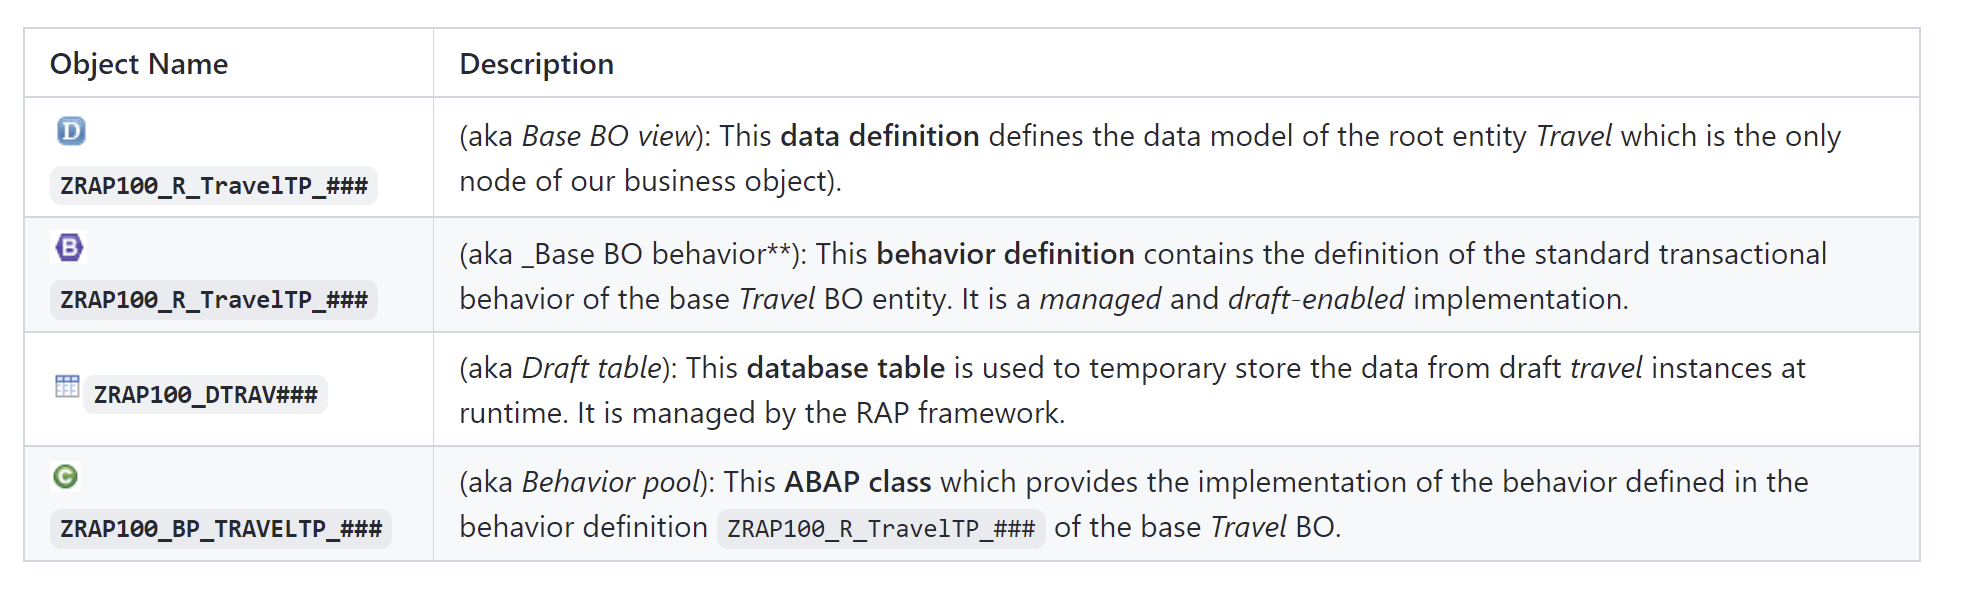 Object Name
Description
D
ZRAP100_R_TravelTP_###
(aka Base BO view): This data definition defines the data model of the root entity Travel which is the only
node of our business object).
B
ZRAP100_R_TravelTP_###
(aka _Base BO behavior**): This behavior definition contains the definition of the standard transactional
behavior of the base Travel BO entity. It is a managed and draft-enabled implementation.
ZRAP100_DTRAV###
(aka Draft table): This database table is used to temporary store the data from draft travel instances at
runtime. It is managed by the RAP framework.
C
ZRAP100_BP_TRAVELTP_###
(aka Behavior pool): This ABAP class which provides the implementation of the behavior defined in the
behavior definition ZRAP100_R_TravelTP_### of the base Travel BO.